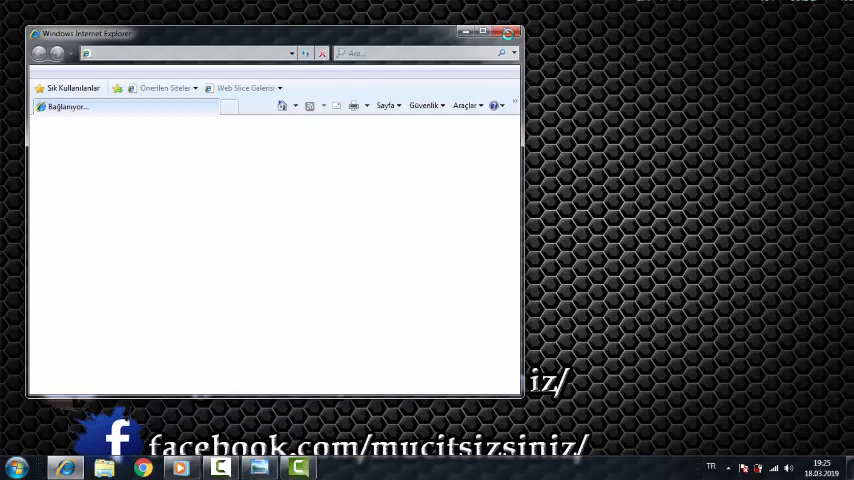 Windows Internet Explorer
Ara...
Sık Kullanılanlar
Önerilen Siteler
Web Slice Galerisi
Bağlanıyor...
Sayfa
Güvenlik
Araçlar
iz/
facebook.com/mucitsizsiniz/
TR
19:25
18.03.2019